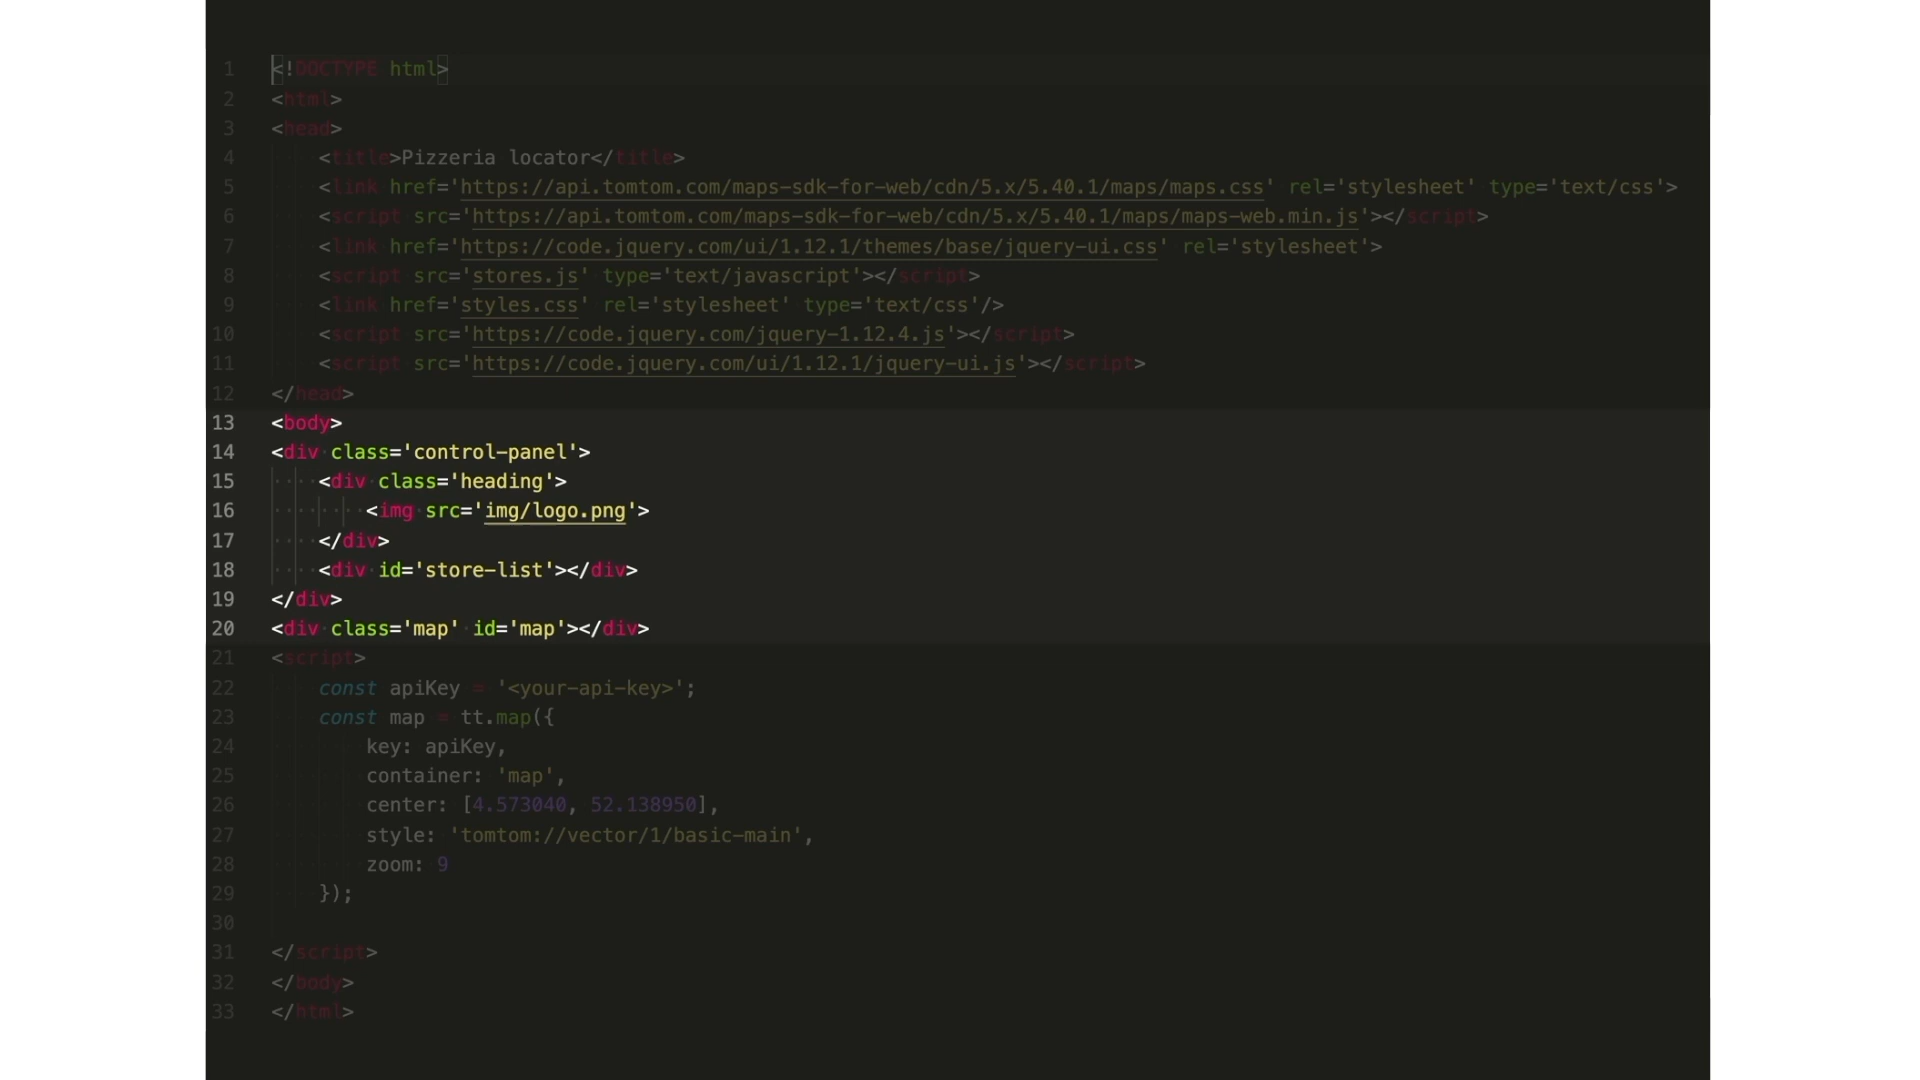 1 <!DOCTYPE html>
2 <html>
3 <head>
4 <title>Pizzeria locator</title>
5 <link href='https://api.tomtom.com/maps-sdk-for-web/cdn/5.x/5.40.1/maps/maps.css' rel='stylesheet' type='text/css'>
6 <script src='https://api.tomtom.com/maps-sdk-for-web/cdn/5.x/5.40.1/maps/maps-web.min.js'></script>
7 <link href='https://code.jquery.com/ui/1.12.1/themes/base/jquery-ui.css' rel='stylesheet'>
8 <script src='stores.js' type='text/javascript'></script>
9 <link href='styles.css' rel='stylesheet' type='text/css'/>
10 <script src='https://code.jquery.com/jquery-1.12.4.js'></script>
11 <script src='https://code.jquery.com/ui/1.12.1/jquery-ui.js'></script>
12 </head>
13 <body>
14 <div class='control-panel'>
15 <div class='heading'>
16 <img src='img/logo.png'>
17 </div>
18 <div id='store-list'></div>
19 </div>
20 <div class='map' id='map'></div>
21 <script>
22 const apiKey = '<your-api-key>';
23 const map = tt.map({
24 key: apiKey,
25 container: 'map',
26 center: [4.573040, 52.138950],
27 style: 'tomtom://vector/1/basic-main',
28 zoom: 9
29 });
30
31 </script>
32 </body>
33 </html>